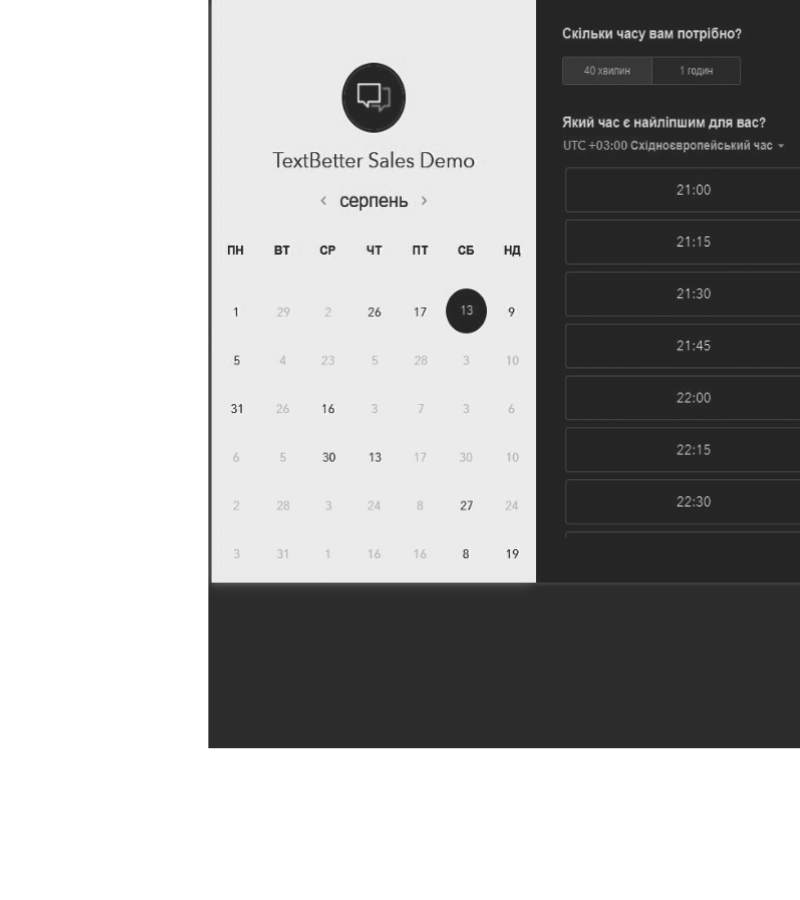 TextBetter Sales Demo
‹ серпень ›
ПН ВТ СР ЧТ ПТ СБ НД
1 29 2 26 17 13 9
5 4 23 5 28 3 10
31 26 16 3 7 3 6
6 5 30 13 17 30 10
2 28 3 24 8 27 24
3 31 1 16 16 8 19
Скільки часу вам потрібно?
40 хвилин 1 годин
Який час є найліпшим для вас?
UTC +03:00 Східноєвропейський час
21:00
21:15
21:30
21:45
22:00
22:15
22:30